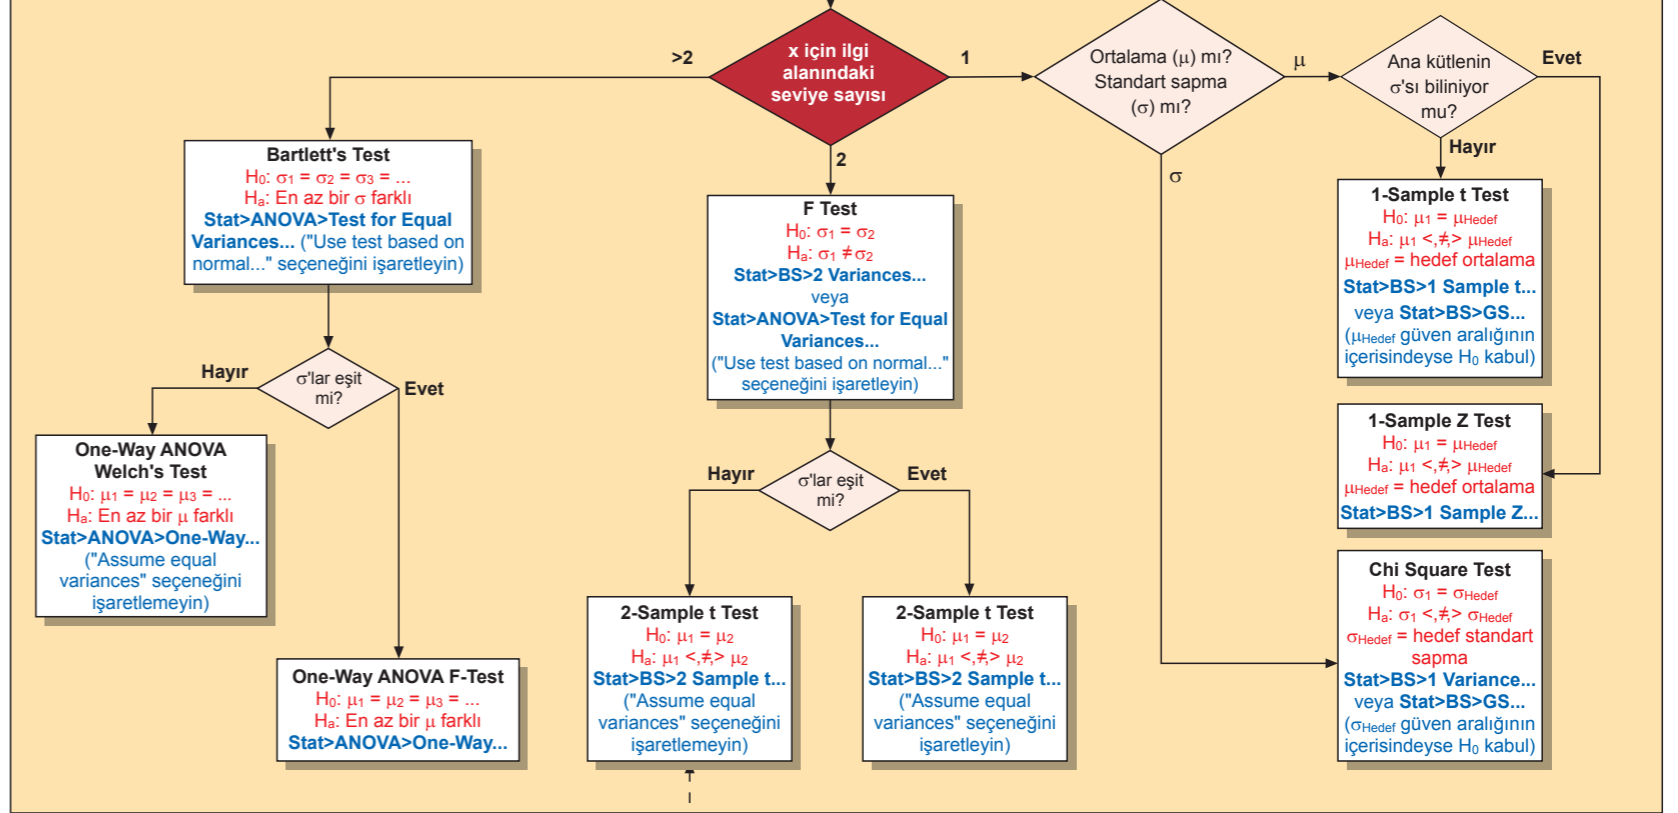 x için ilgi
alanındaki
seviye sayısı
>2
1
2
Ortalama (μ) mı?
Standart sapma
(σ) mı?
μ
σ
Ana kütlenin
σ'sı biliniyor
mu?
Evet
Hayır
Bartlett's Test
H0: σ1 = σ2 = σ3 = ...
Ha: En az bir σ farklı
Stat>ANOVA>Test for Equal
Variances... ("Use test based on
normal..." seçeneğini işaretleyin)
σ'lar eşit
mi?
Hayır
Evet
One-Way ANOVA
Welch's Test
H0: μ1 = μ2 = μ3 = ...
Ha: En az bir μ farklı
Stat>ANOVA>One-Way...
("Assume equal
variances" seçeneğini
işaretlemeyin)
One-Way ANOVA F-Test
H0: μ1 = μ2 = μ3 = ...
Ha: En az bir μ farklı
Stat>ANOVA>One-Way...
F Test
H0: σ1 = σ2
Ha: σ1 ≠ σ2
Stat>BS>2 Variances...
veya
Stat>ANOVA>Test for Equal
Variances...
("Use test based on normal..."
seçeneğini işaretleyin)
σ'lar eşit
mi?
Hayır
Evet
2-Sample t Test
H0: μ1 = μ2
Ha: μ1 <,≠,> μ2
Stat>BS>2 Sample t...
("Assume equal
variances" seçeneğini
işaretlemeyin)
2-Sample t Test
H0: μ1 = μ2
Ha: μ1 <,≠,> μ2
Stat>BS>2 Sample t...
("Assume equal
variances" seçeneğini
işaretleyin)
1-Sample t Test
H0: μ1 = μHedef
Ha: μ1 <,≠,> μHedef
μHedef = hedef ortalama
Stat>BS>1 Sample t...
veya Stat>BS>GS...
(μHedef güven aralığının
içerisindeyse H0 kabul)
1-Sample Z Test
H0: μ1 = μHedef
Ha: μ1 <,≠,> μHedef
μHedef = hedef ortalama
Stat>BS>1 Sample Z...
Chi Square Test
H0: σ1 = σHedef
Ha: σ1 <,≠,> σHedef
σHedef = hedef standart
sapma
Stat>BS>1 Variance...
veya Stat>BS>GS...
(σHedef güven aralığının
içerisindeyse H0 kabul)